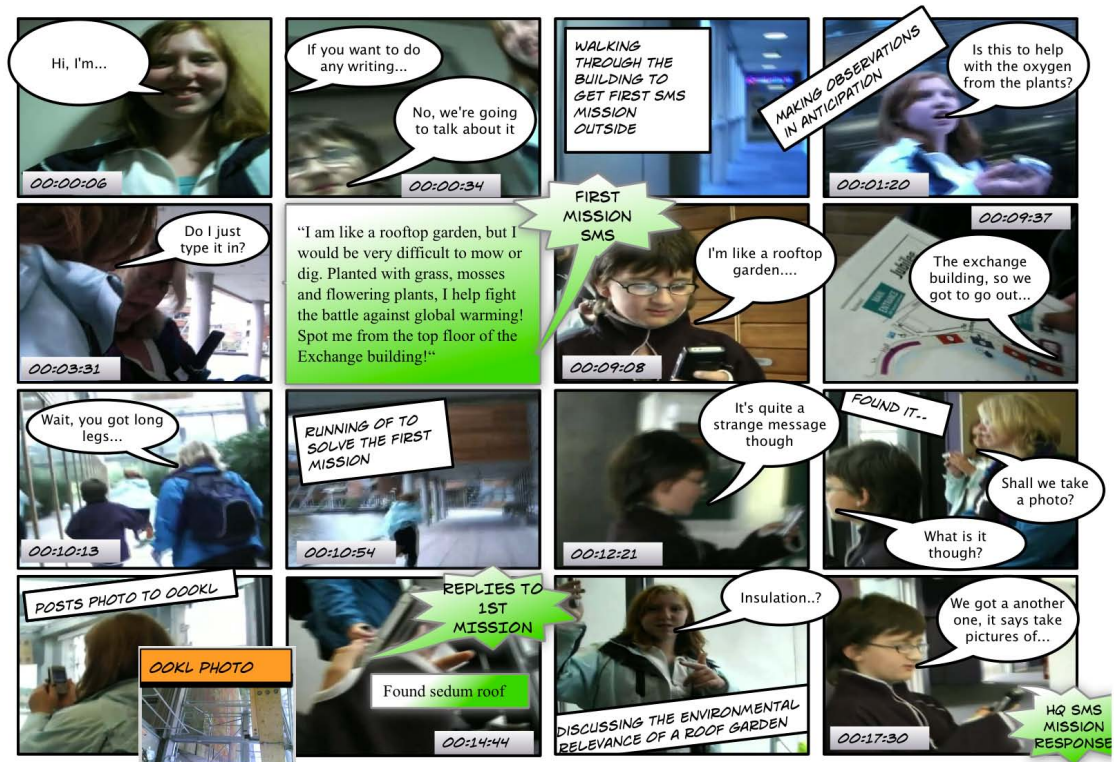 Hi, I'm...
00:00:06
If you want to do
any writing...
No, we're going
to talk about it
00:00:34
WALKING
THROUGH THE
BUILDING TO
GET FIRST SMS
MISSION
OUTSIDE
MAKING OBSERVATIONS
IN ANTICIPATION
Is this to help
with the oxygen
from the plants?
00:01:20
Do I just
type it in?
00:03:31
“I am like a rooftop garden, but I
would be very difficult to mow or
dig. Planted with grass, mosses
and flowering plants, I help fight
the battle against global warming!
Spot me from the top floor of the
Exchange building!“
FIRST
MISSION
SMS
I'm like a rooftop
garden....
00:09:08
00:09:37
Jubilee
The exchange
building, so we
got to go out...
Wait, you got long
legs...
00:10:13
RUNNING OF TO
SOLVE THE FIRST
MISSION
00:10:54
It's quite a
strange message
though
00:12:21
FOUND IT..
Shall we take
a photo?
What is it
though?
POSTS PHOTO TO OOOKL
OOKL PHOTO
REPLIES TO
1ST
MISSION
Found sedum roof
00:14:44
Insulation..?
DISCUSSING THE ENVIRONMENTAL
RELEVANCE OF A ROOF GARDEN
We got a another
one, it says take
pictures of...
00:17:30
HQ SMS
MISSION
RESPONSE